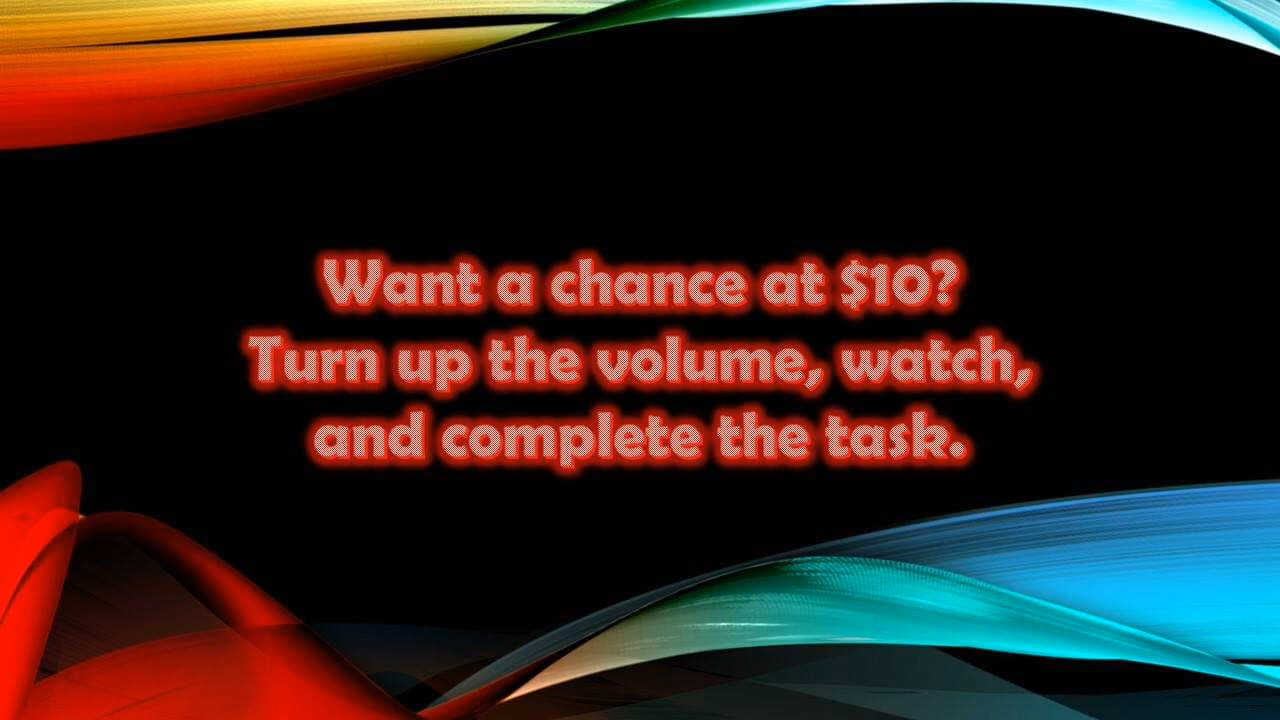 Want a chance at $10?
Turn up the volume, watch,
and complete the task.